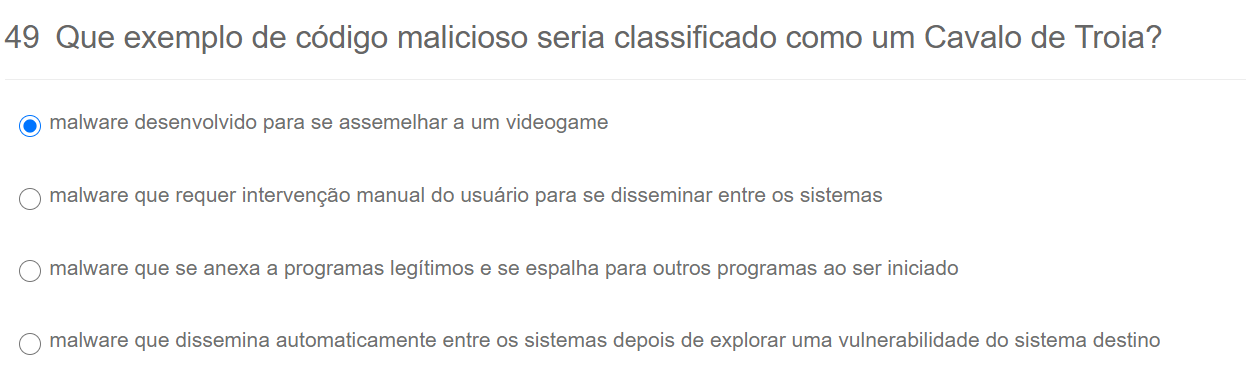 49 Que exemplo de código malicioso seria classificado como um Cavalo de Troia?
malware desenvolvido para se assemelhar a um videogame
malware que requer intervenção manual do usuário para se disseminar entre os sistemas
malware que se anexa a programas legítimos e se espalha para outros programas ao ser iniciado
malware que dissemina automaticamente entre os sistemas depois de explorar uma vulnerabilidade do sistema destino